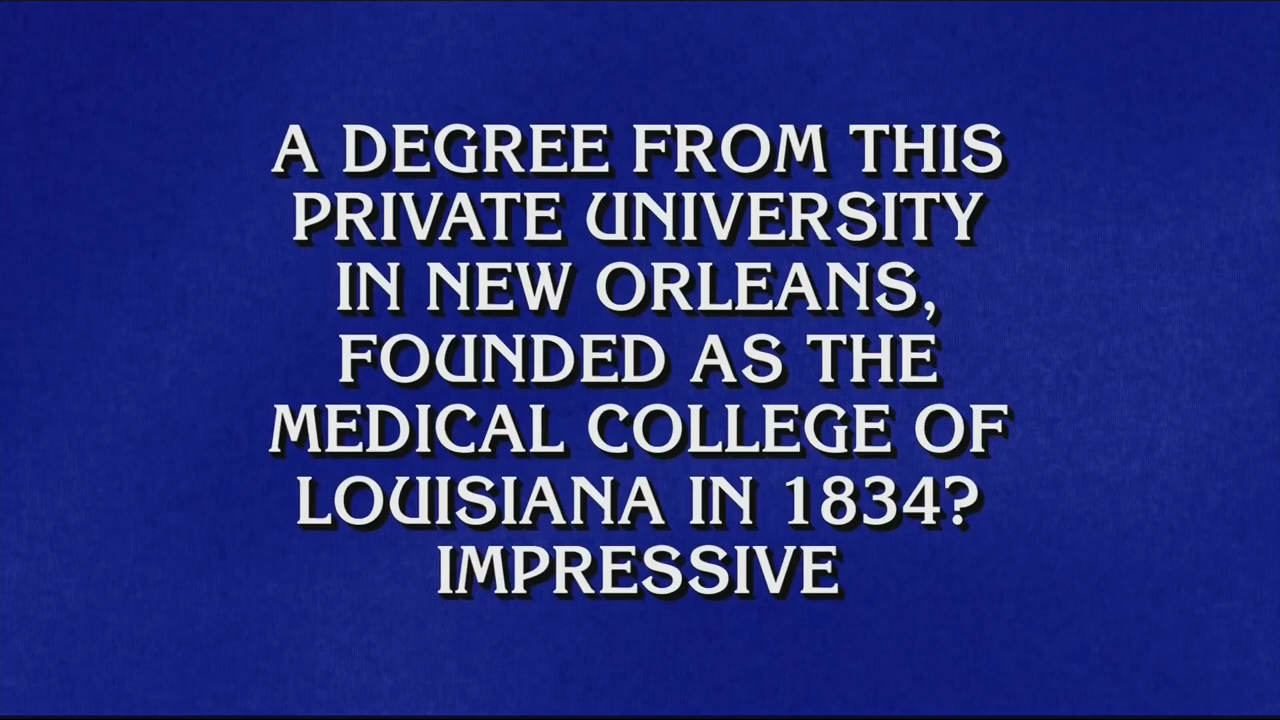 A DEGREE FROM THIS
PRIVATE UNIVERSITY
IN NEW ORLEANS,
FOUNDED AS THE
MEDICAL COLLEGE OF
LOUISIANA IN 1834?
IMPRESSIVE